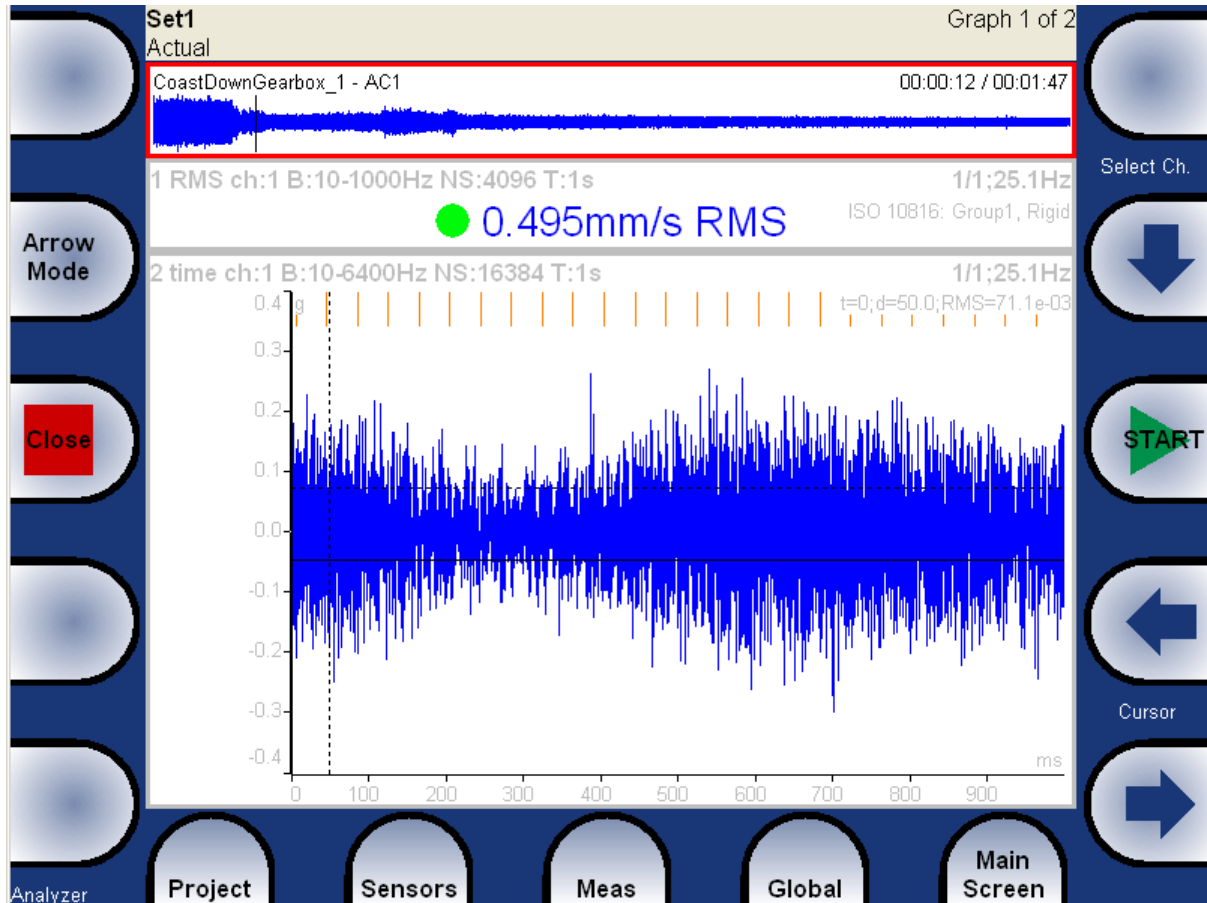 Set1
Graph 1 of 2
Actual
CoastDownGearbox_1 - AC1
00:00:12 / 00:01:47
Select Ch.
1 RMS ch:1 B:10-1000Hz NS:4096 T:1s
1/1;25.1Hz
0.495mm/s RMS
ISO 10816: Group1, Rigid
Arrow
Mode
2 time ch:1 B:10-6400Hz NS:16384 T:1s
1/1;25.1Hz
0.4
g
t=0;d=50.0;RMS=71.1e-03
0.3
0.2
Close
START
0.1
0.0
-0.1
-0.2
-0.3
Cursor
-0.4
ms
0 100 200 300 400 500 600 700 800 900
Analyzer
Project
Sensors
Meas
Global
Main
Screen